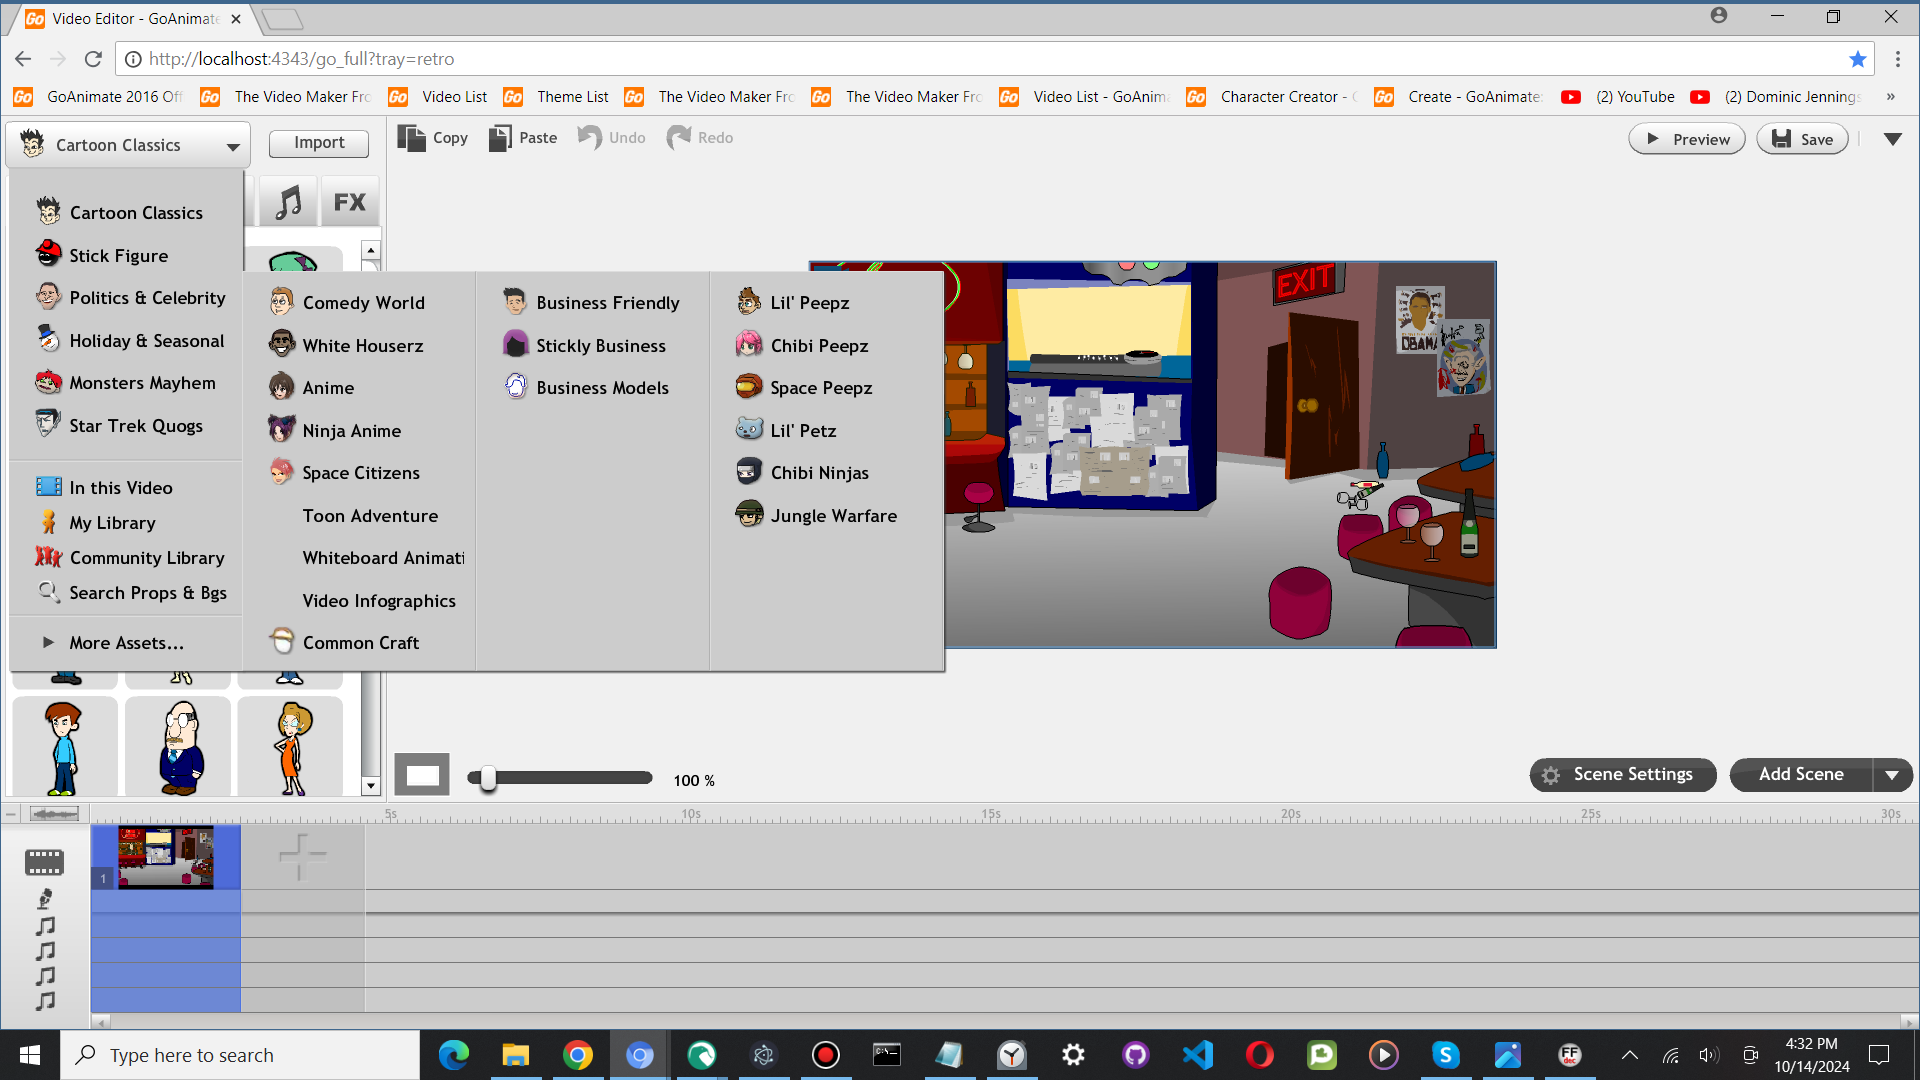 Video Editor - GoAnimate
http://localhost:4343/go_full?tray=retro
GoAnimate 2016 Off
The Video Maker Fro
Video List
Theme List
The Video Maker Fro
The Video Maker Fro
Video List - GoAnima
Character Creator -
Create - GoAnimate:
(2) YouTube
(2) Dominic Jennings
»
Cartoon Classics
Import
Copy
Paste
Undo
Redo
Preview
Save
FX
Cartoon Classics
Stick Figure
Politics & Celebrity
Holiday & Seasonal
Monsters Mayhem
Star Trek Quogs
In this Video
My Library
Community Library
Search Props & Bgs
More Assets...
Comedy World
White Houserz
Anime
Ninja Anime
Space Citizens
Toon Adventure
Whiteboard Animati
Video Infographics
Common Craft
Business Friendly
Stickly Business
Business Models
Lil' Peepz
Chibi Peepz
Space Peepz
Lil' Petz
Chibi Ninjas
Jungle Warfare
EXIT
OBAMA
100 %
Scene Settings
Add Scene
5s
10s
15s
20s
25s
30s
1
Type here to search
4:32 PM
10/14/2024